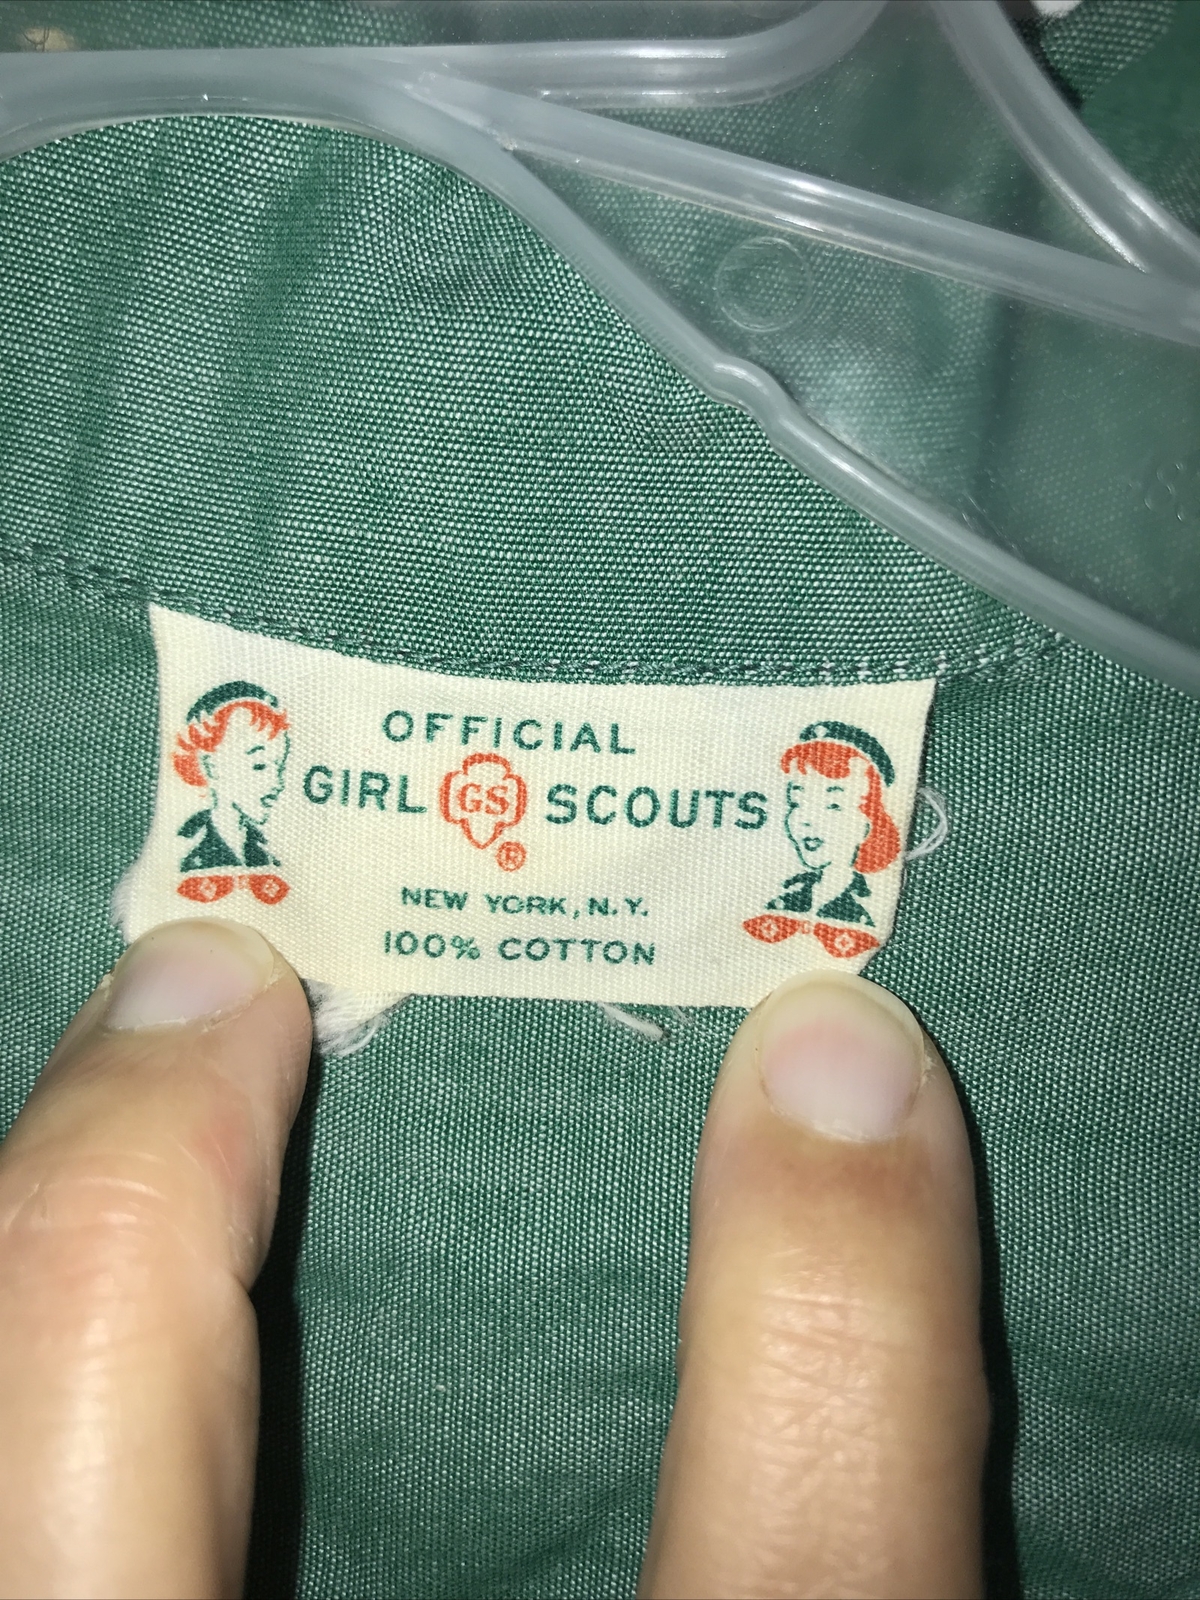 OFFICIAL
GIRL GS SCOUTS
®
NEW YORK, N.Y.
100% COTTON